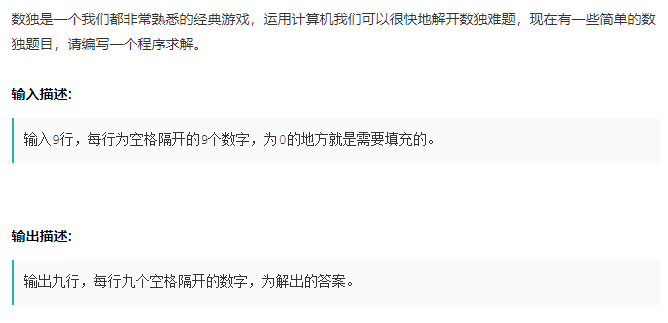 数独是一个我们都非常熟悉的经典游戏，运用计算机我们可以很快地解开数独难题，现在有一些简单的数
独题目，请编写一个程序求解。
输入描述:
输入9行，每行为空格隔开的9个数字，为0的地方就是需要填充的。
输出描述:
输出九行，每行九个空格隔开的数字，为解出的答案。